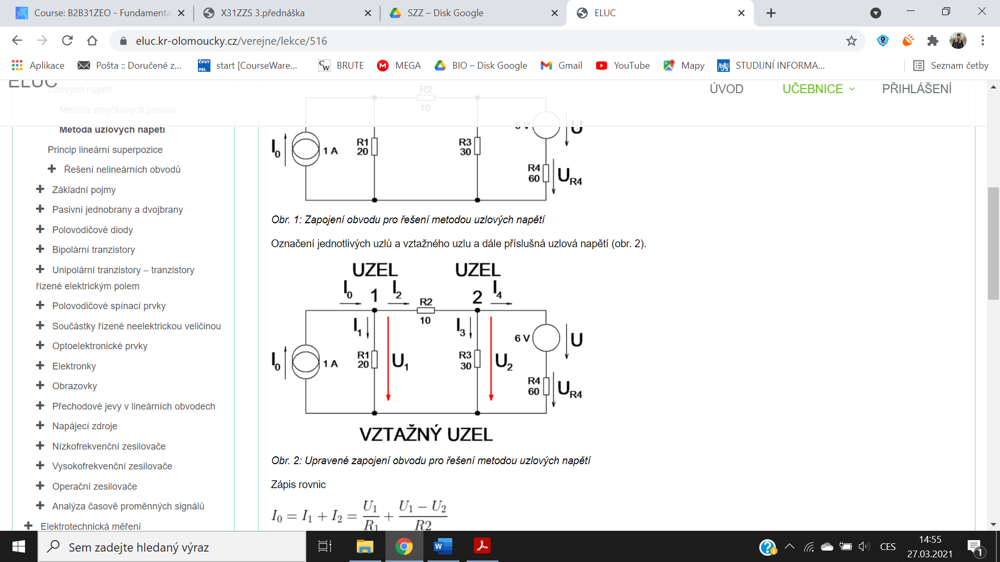 Course: B2B31ZEO - Fundamenta
X31ZZS 3.přednáška
SZZ – Disk Google
ELUC
eluc.kr-olomoucky.cz/verejne/lekce/516
Aplikace
Pošta :: Doručené z...
start [CourseWare...
BRUTE
MEGA
BIO – Disk Google
Gmail
YouTube
Mapy
STUDIJNÍ INFORMA...
Seznam četby
ELUC
ÚVOD
UČEBNICE
PŘIHLÁŠENÍ
uzlových napětí
Metoda smyčkových proudů
Metoda uzlových napětí
Princip lineární superpozice
Řešení nelineárních obvodů
Základní pojmy
Pasivní jednobrany a dvojbrany
Polovodičové diody
Bipolární tranzistory
Unipolární tranzistory – tranzistory
řízené elektrickým polem
Polovodičové spínací prvky
Součástky řízené neelektrickou veličinou
Optoelektronické prvky
Elektronky
Obrazovky
Přechodové jevy v lineárních obvodech
Napájecí zdroje
Nízkofrekvenční zesilovače
Vysokofrekvenční zesilovače
Operační zesilovače
Analýza časově proměnných signálů
Elektrotechnická měření
R2
10
6 V
U
I0
1 A
R1
20
R3
30
R4
60
UR4
Obr. 1: Zapojení obvodu pro řešení metodou uzlových napětí
Označení jednotlivých uzlů a vztažného uzlu a dále příslušná uzlová napětí (obr. 2).
UZEL
UZEL
I0
1
I2
R2
10
2
I4
I1
I3
6 V
U
I0
1 A
R1
20
U1
R3
30
U2
R4
60
UR4
VZTAŽNÝ UZEL
Obr. 2: Upravené zapojení obvodu pro řešení metodou uzlových napětí
Zápis rovnic
I0 = I1 + I2 = U1/R1 + (U1 − U2)/R2
Sem zadejte hledaný výraz
CES
14:55
27.03.2021
1